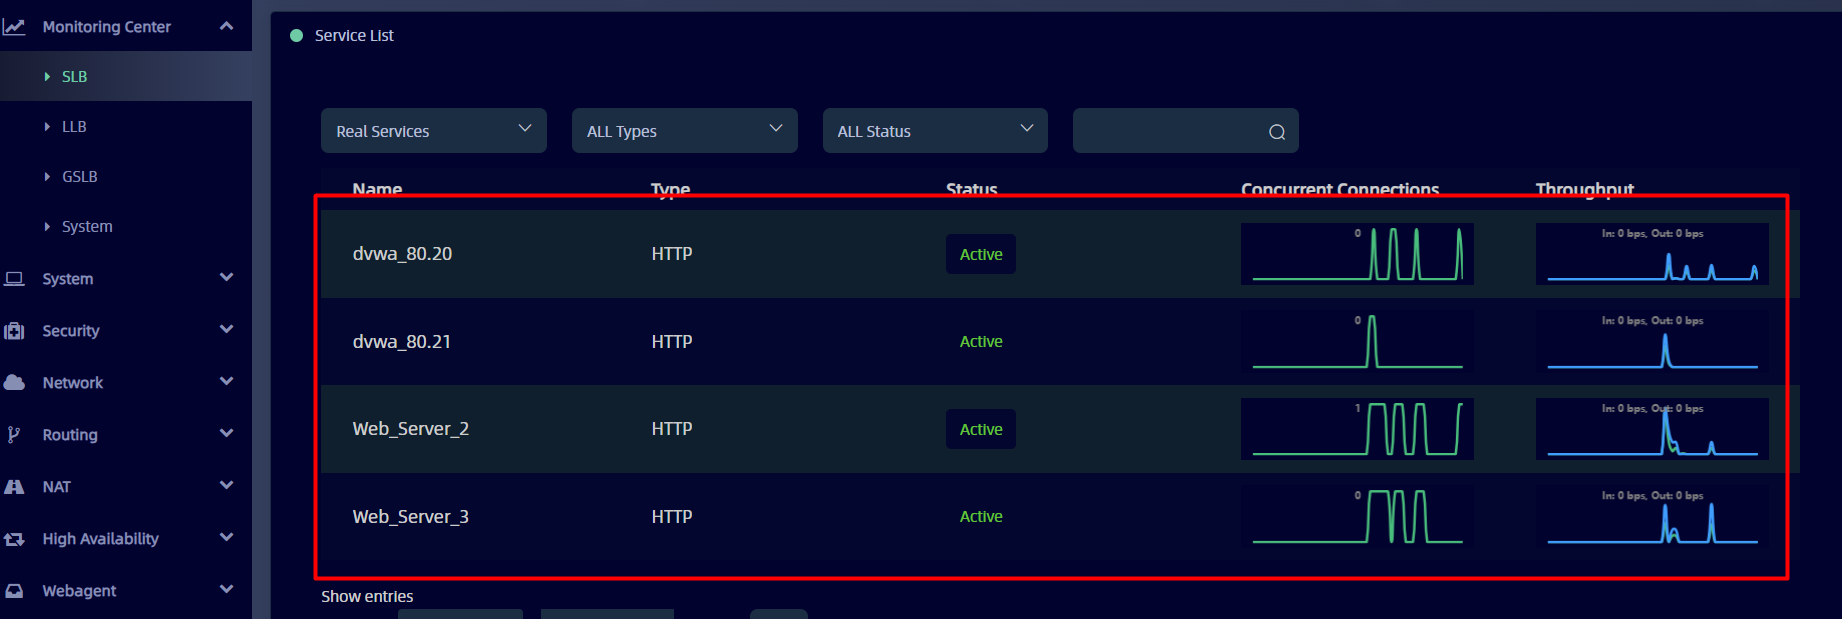 Monitoring Center
SLB
LLB
GSLB
System
System
Security
Network
Routing
NAT
High Availability
Webagent
Service List
Real Services
ALL Types
ALL Status
Name Type Status Concurrent Connections Throughput
dvwa_80.20 HTTP Active 0 In: 0 bps, Out: 0 bps
dvwa_80.21 HTTP Active 0 In: 0 bps, Out: 0 bps
Web_Server_2 HTTP Active 1 In: 0 bps, Out: 0 bps
Web_Server_3 HTTP Active 0 In: 0 bps, Out: 0 bps
Show entries